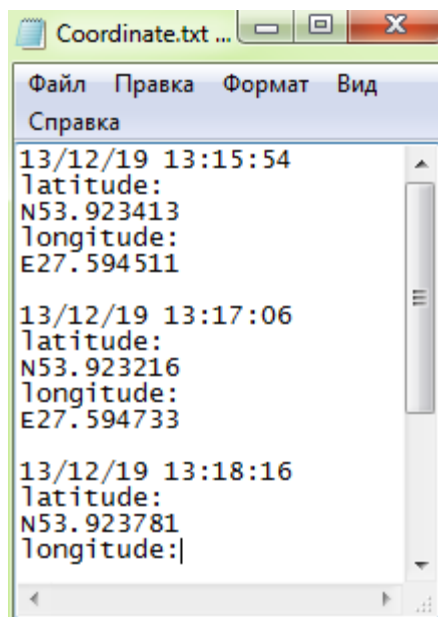 Coordinate.txt ...
Файл Правка Формат Вид
Справка
13/12/19 13:15:54
latitude:
N53.923413
longitude:
E27.594511
13/12/19 13:17:06
latitude:
N53.923216
longitude:
E27.594733
13/12/19 13:18:16
latitude:
N53.923781
longitude: